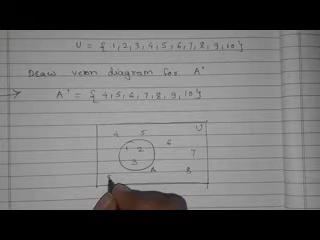 U = { 1,2,3,4,5,6,7,8,9,10 }
Draw venn diagram for A'
→ A' = { 4,5,6,7,8,9,10 }
4 5 U
1 2 6
3 7
A 8